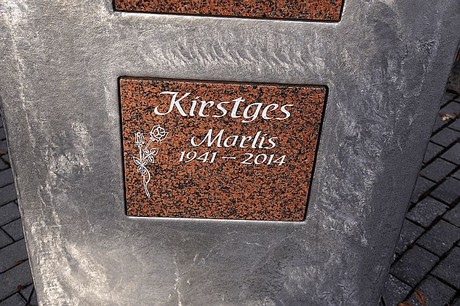 Kirstges
Marlis
1941 – 2014